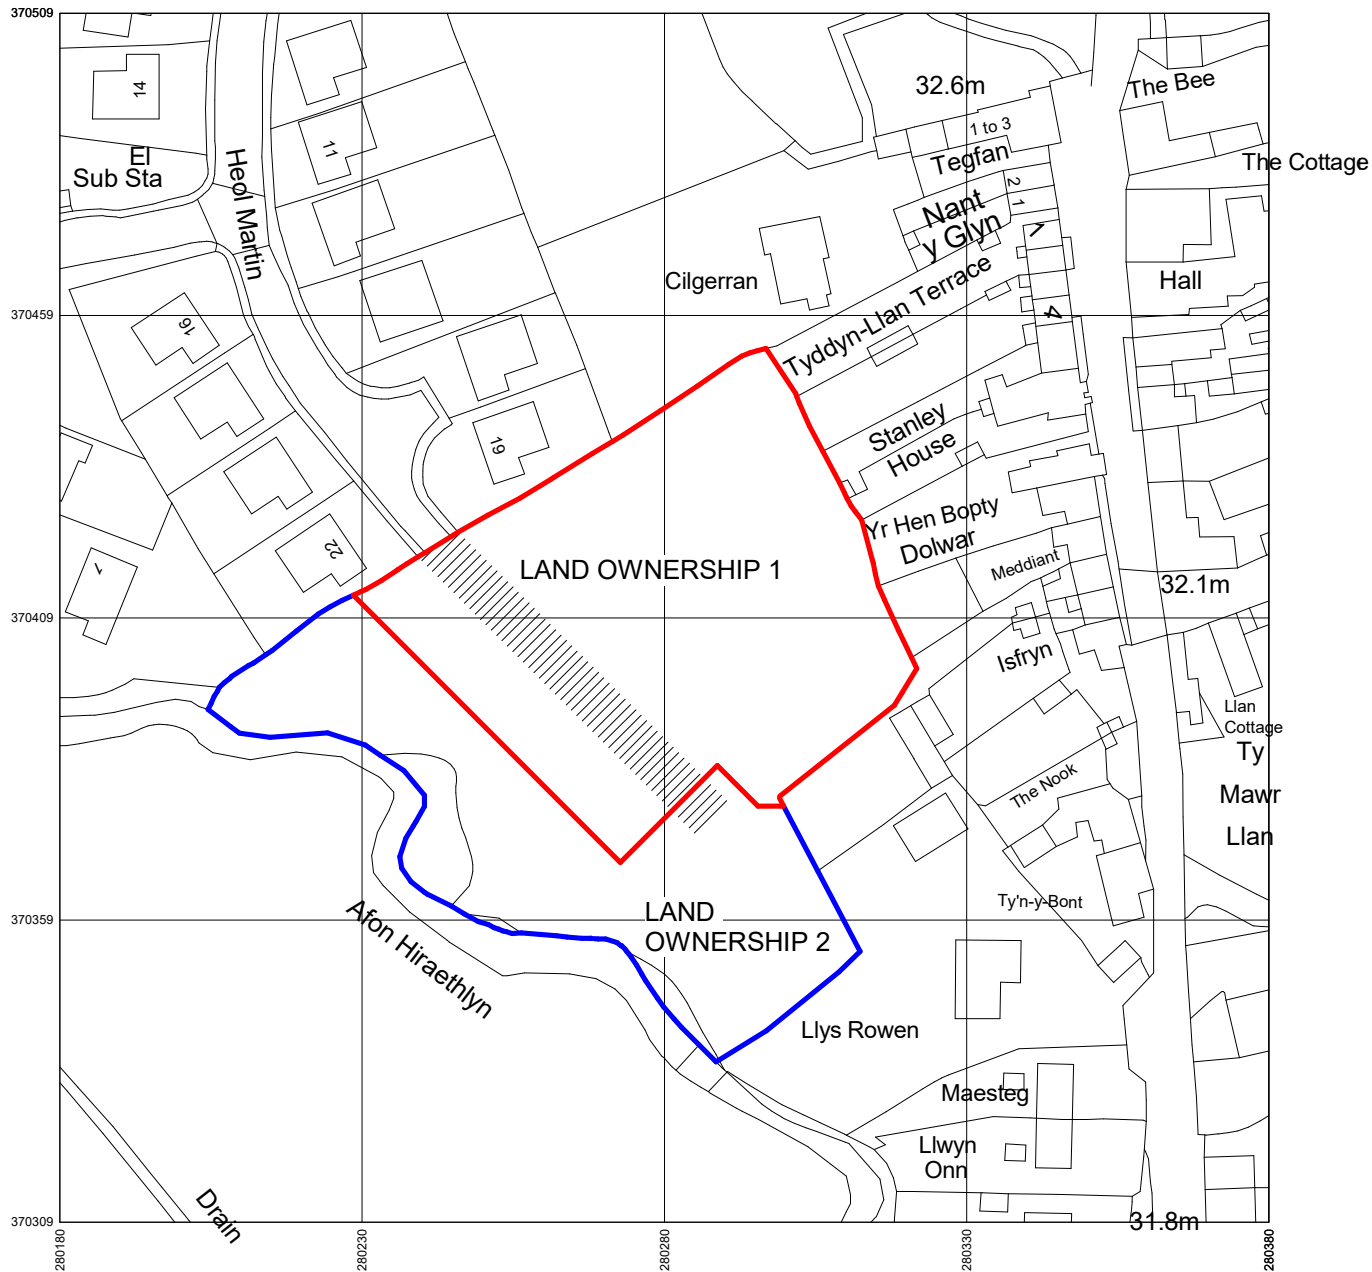 370509
14
El
Sub Sta
Heol Martin
11
32.6m
1 to 3
Tegfan
2
1
Nant
y Glyn
1
The Bee
The Cottage
Hall
Cilgerran
Tyddyn-Llan Terrace
4
370459
16
19
Stanley
House
Yr Hen Bopty
Dolwar
Meddiant
22
7
LAND OWNERSHIP 1
32.1m
370409
Isfryn
Llan
Cottage
Ty
Mawr
Llan
The Nook
Ty'n-y-Bont
370359
Afon Hiraethlyn
LAND
OWNERSHIP 2
Llys Rowen
Maesteg
Llwyn
Onn
Drain
31.8m
370309
280180
280230
280280
280330
280380